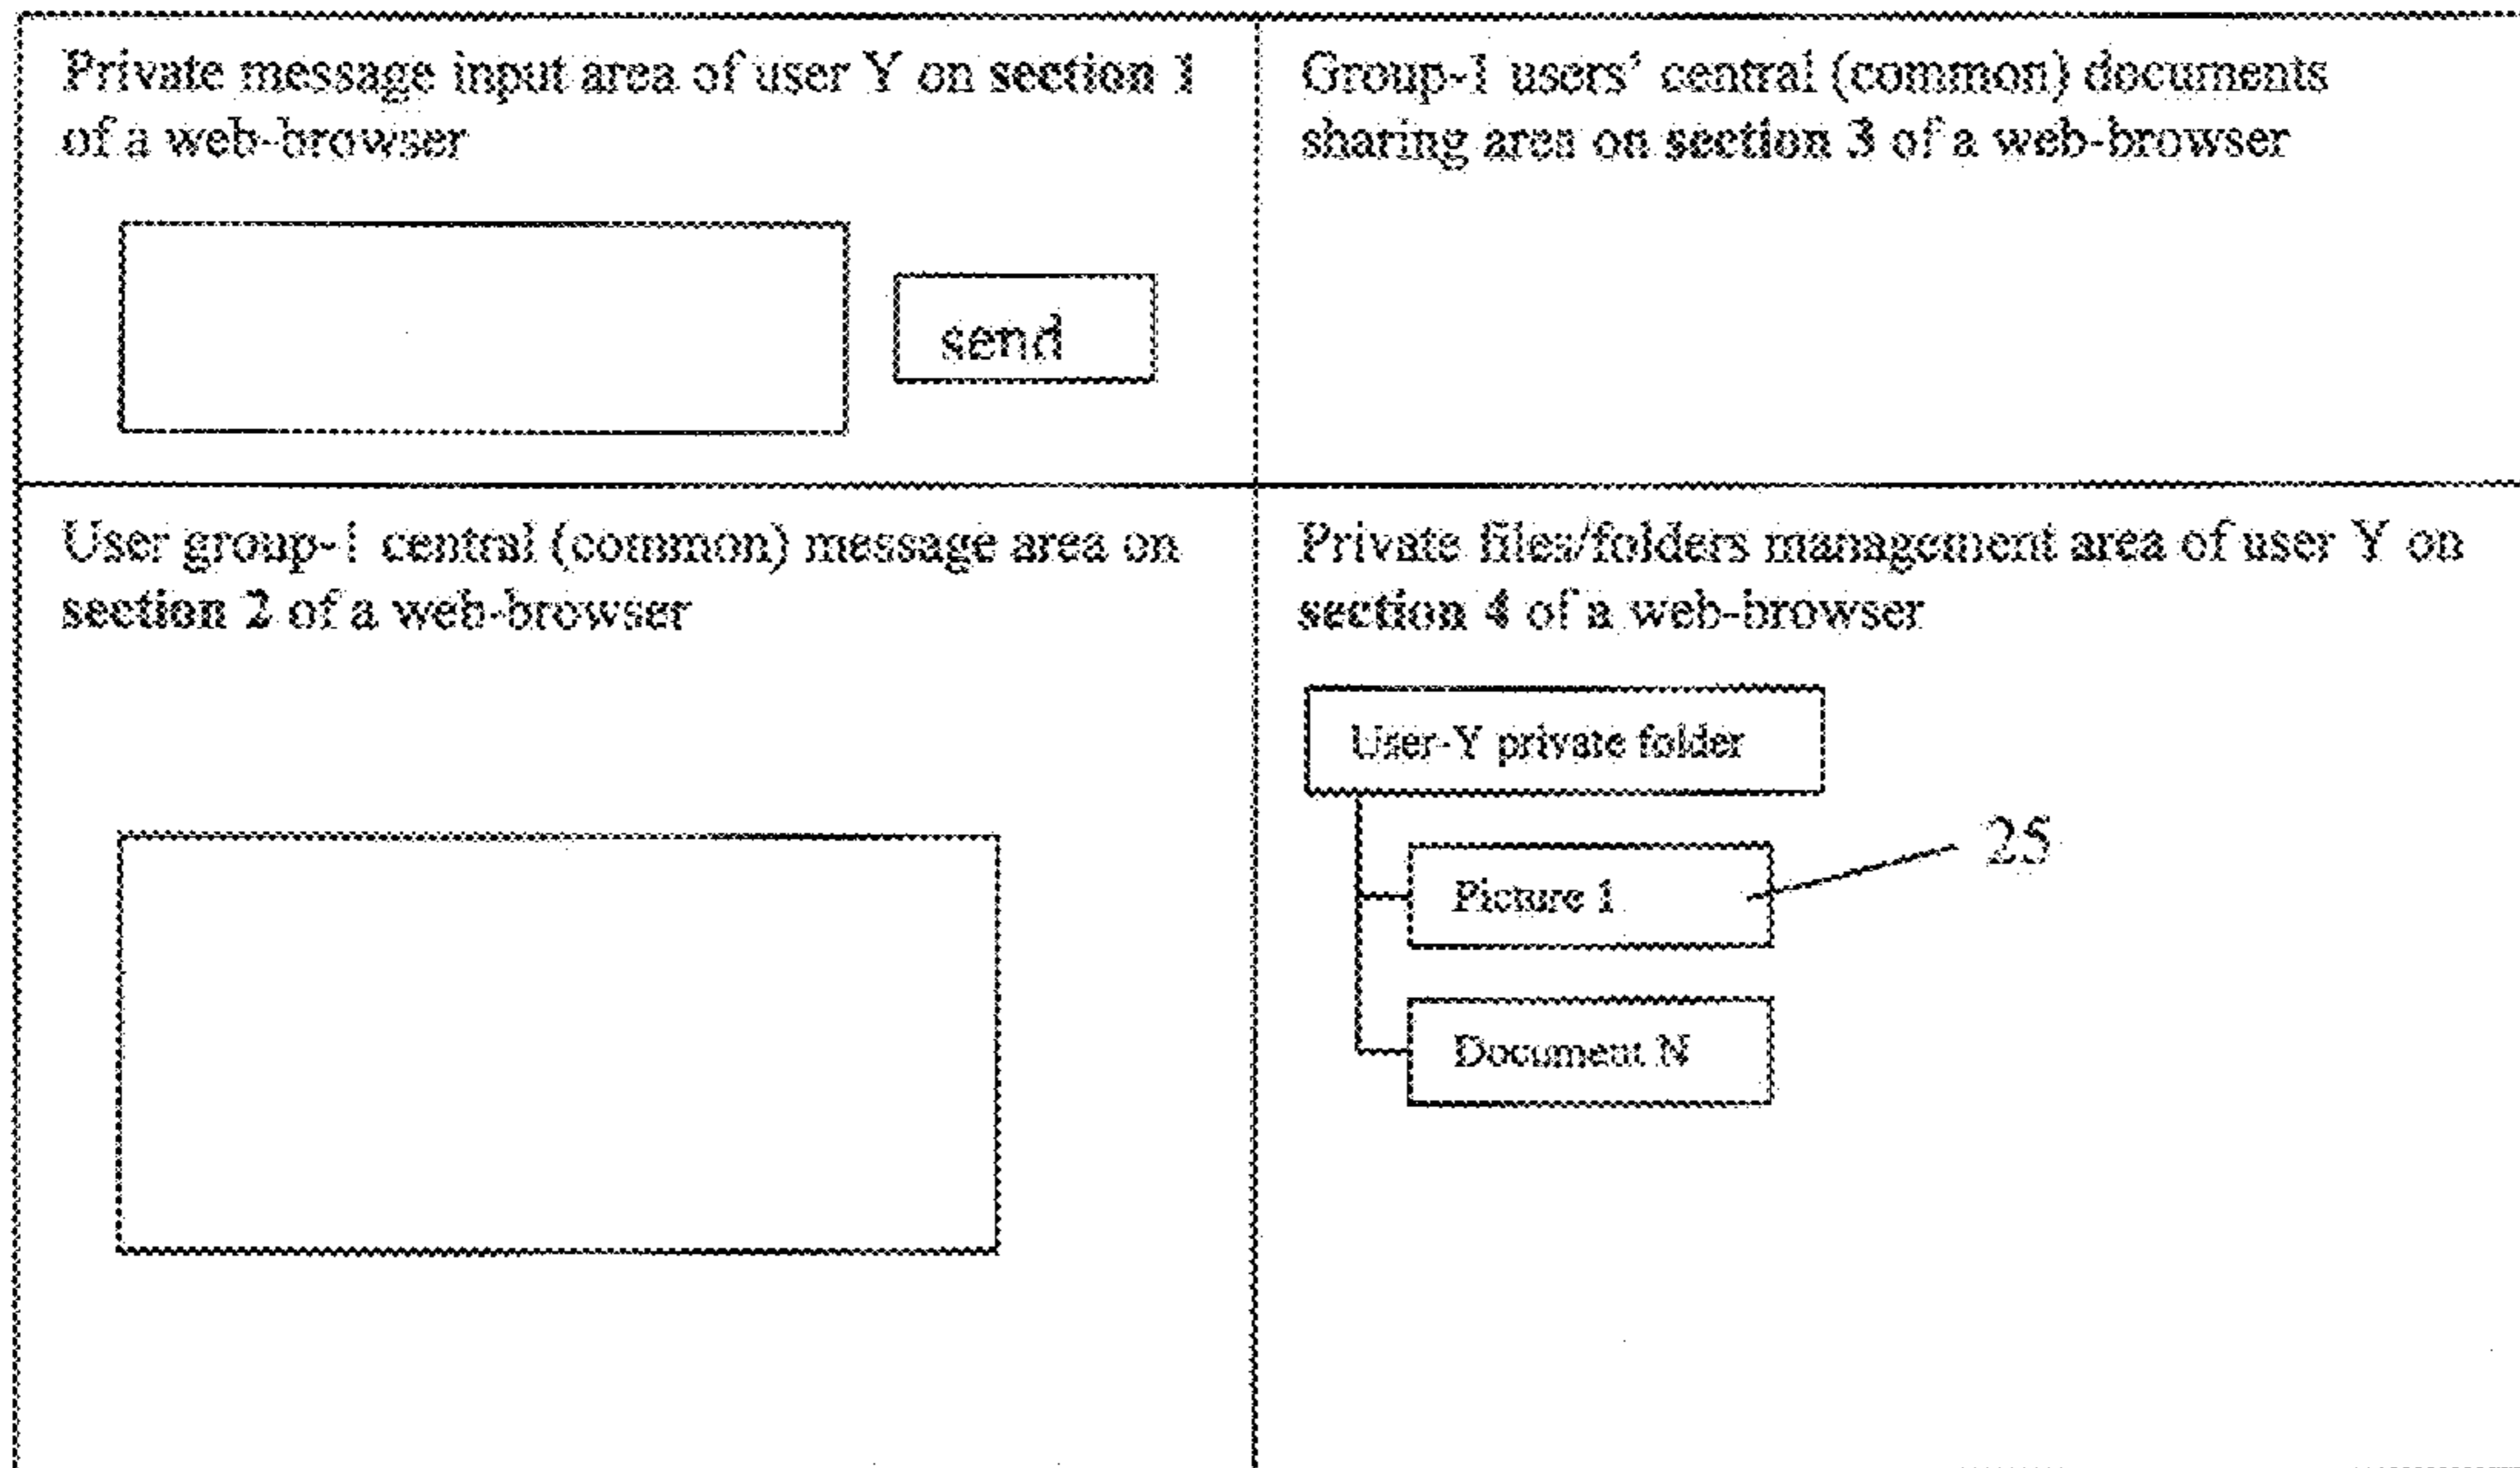 Private message input area of user Y on section 1
of a web-browser
send
Group-1 users' central (common) documents
sharing area on section 3 of a web-browser
User group-1 central (common) message area on
section 2 of a web-browser
Private files/folders management area of user Y on
section 4 of a web-browser
User-Y private folder
25
Picture 1
Document N